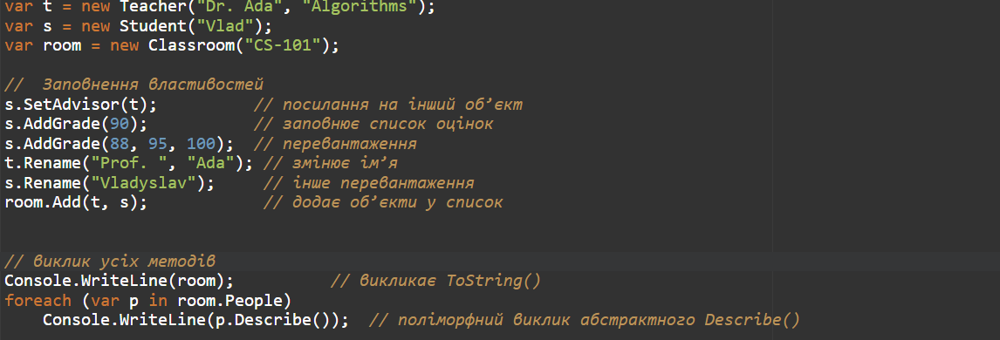 var t = new Teacher("Dr. Ada", "Algorithms");
var s = new Student("Vlad");
var room = new Classroom("CS-101");
//  Заповнення властивостей
s.SetAdvisor(t);          // посилання на інший об’єкт
s.AddGrade(90);           // заповнює список оцінок
s.AddGrade(88, 95, 100);  // перевантаження
t.Rename("Prof. ", "Ada"); // змінює ім’я
s.Rename("Vladyslav");     // інше перевантаження
room.Add(t, s);            // додає об’єкти у список
// виклик усіх методів
Console.WriteLine(room);          // викликає ToString()
foreach (var p in room.People)
    Console.WriteLine(p.Describe());  // поліморфний виклик абстрактного Describe()